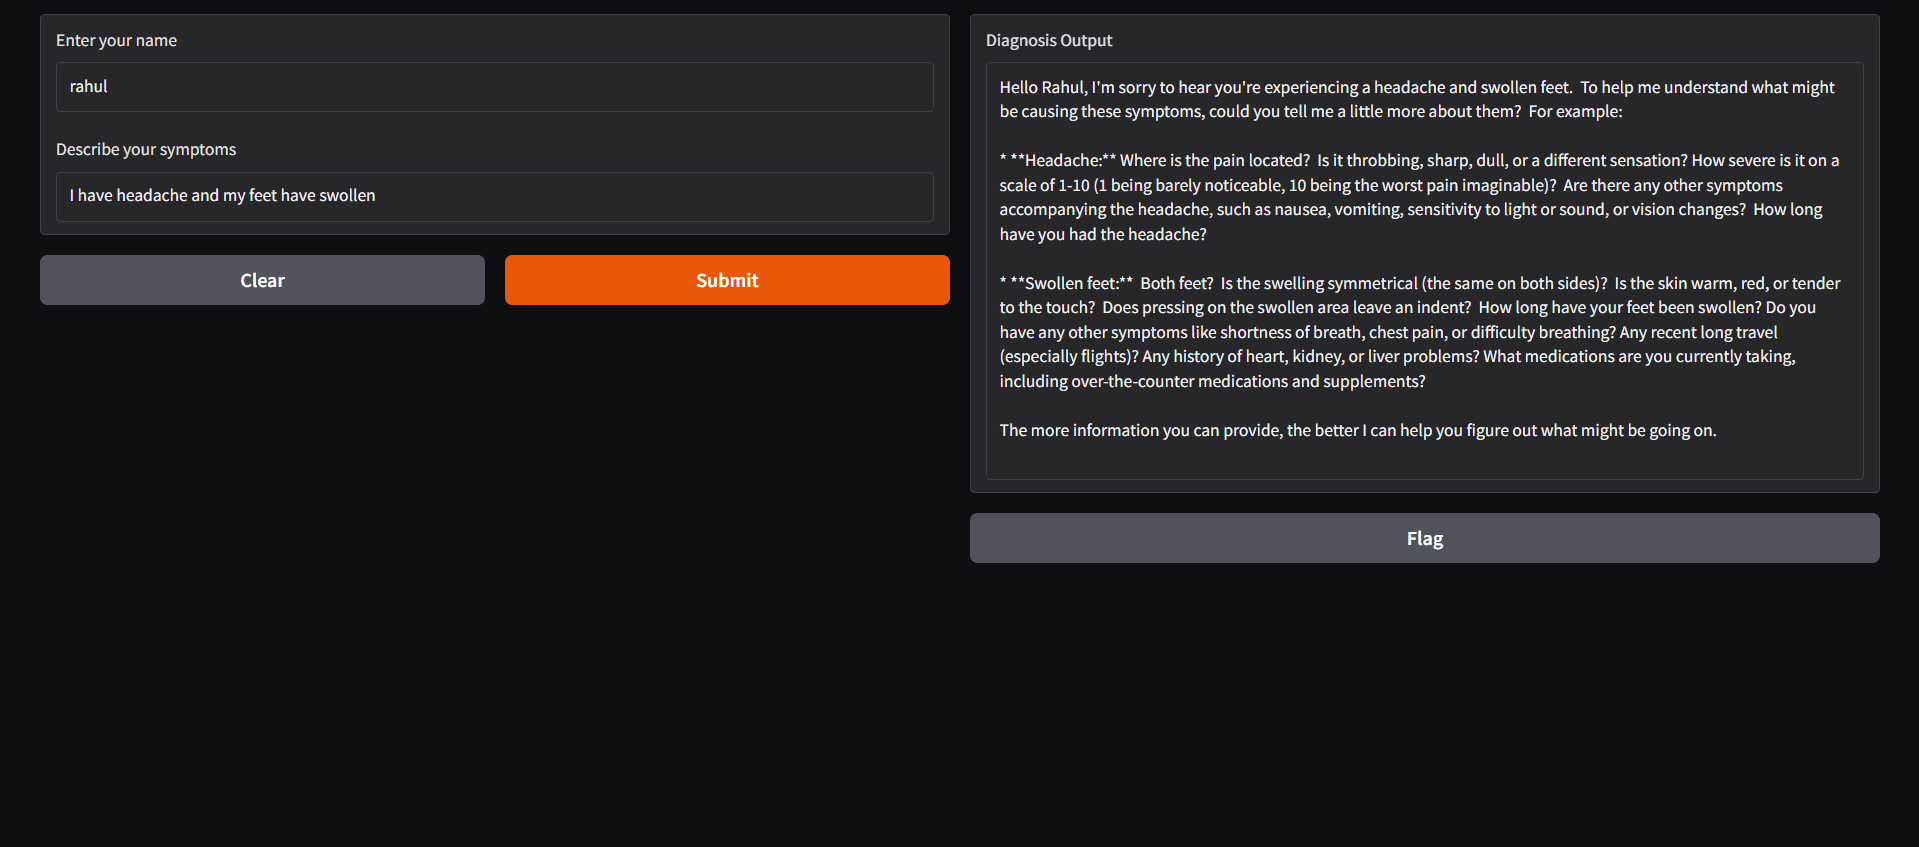 Enter your name
rahul
Describe your symptoms
I have headache and my feet have swollen
Clear
Submit
Diagnosis Output
Hello Rahul, I'm sorry to hear you're experiencing a headache and swollen feet.  To help me understand what might
be causing these symptoms, could you tell me a little more about them?  For example:
* **Headache:** Where is the pain located?  Is it throbbing, sharp, dull, or a different sensation? How severe is it on a
scale of 1-10 (1 being barely noticeable, 10 being the worst pain imaginable)?  Are there any other symptoms
accompanying the headache, such as nausea, vomiting, sensitivity to light or sound, or vision changes?  How long
have you had the headache?
* **Swollen feet:**  Both feet?  Is the swelling symmetrical (the same on both sides)?  Is the skin warm, red, or tender
to the touch?  Does pressing on the swollen area leave an indent?  How long have your feet been swollen? Do you
have any other symptoms like shortness of breath, chest pain, or difficulty breathing? Any recent long travel
(especially flights)? Any history of heart, kidney, or liver problems? What medications are you currently taking,
including over-the-counter medications and supplements?
The more information you can provide, the better I can help you figure out what might be going on.
Flag